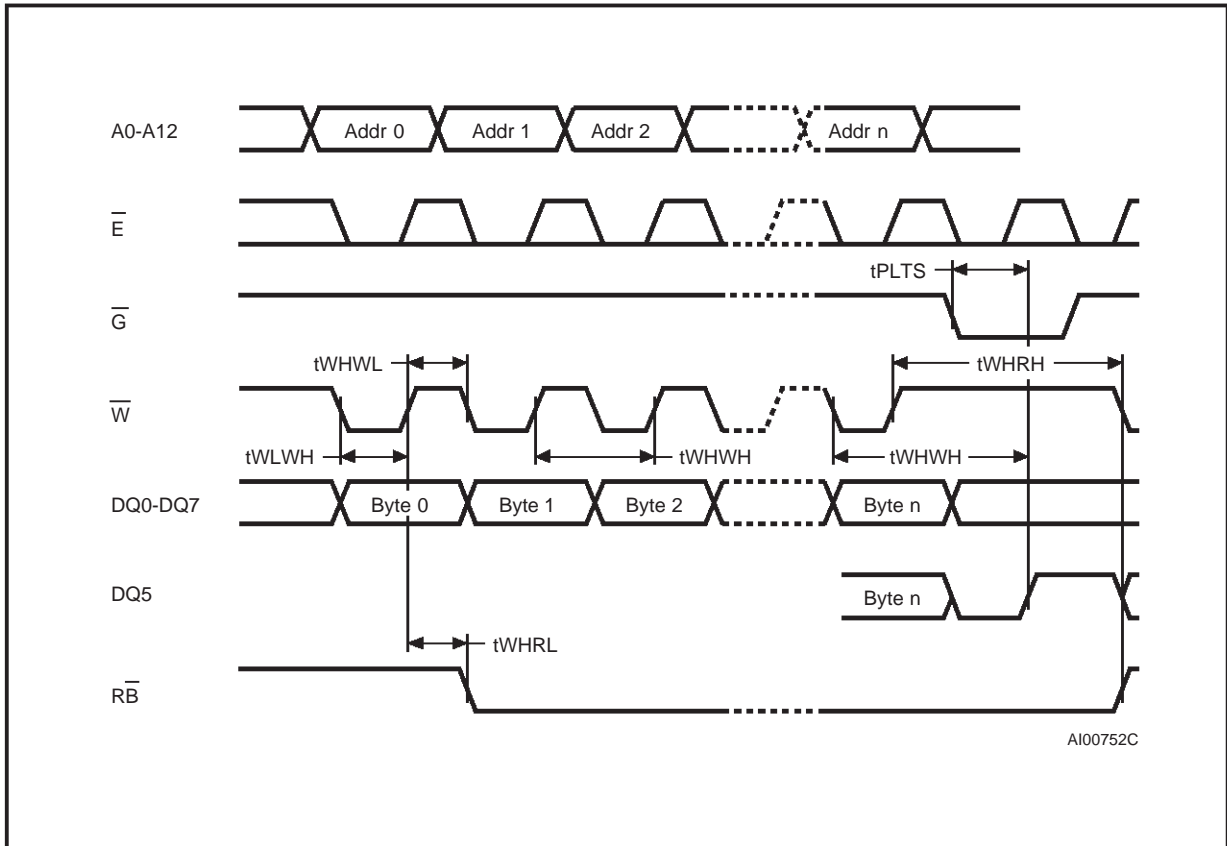 A0-A12
Addr 0 Addr 1 Addr 2 Addr n
E̅
tPLTS
G̅
tWHWL tWHRH
W̅
tWLWH tWHWH tWHWH
DQ0-DQ7
Byte 0 Byte 1 Byte 2 Byte n
DQ5
Byte n
tWHRL
RB̅
AI00752C